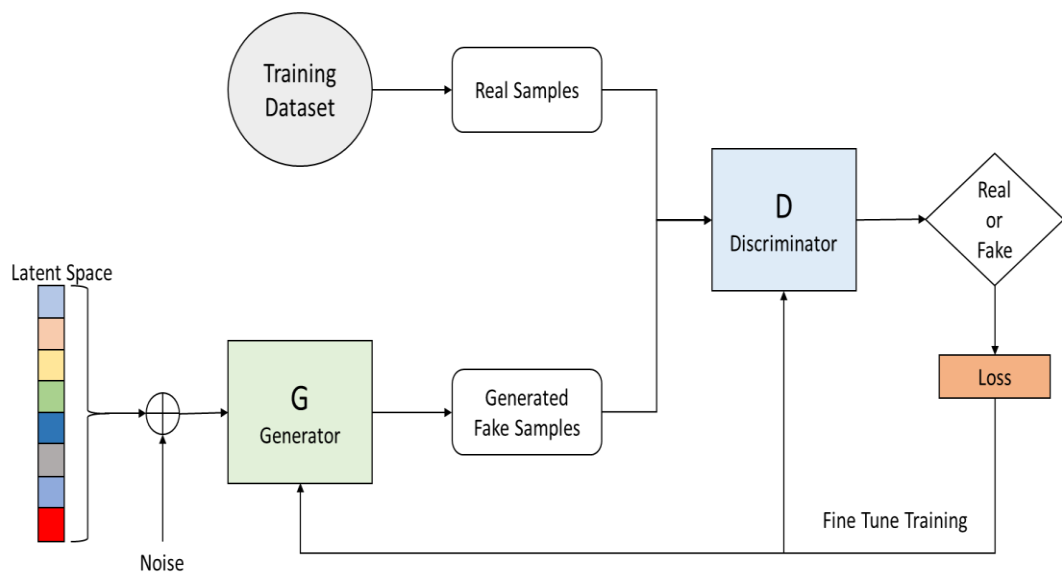 Training
Dataset
Real Samples
D
Discriminator
Real
or
Fake
Latent Space
G
Generator
Generated
Fake Samples
Loss
Fine Tune Training
Noise